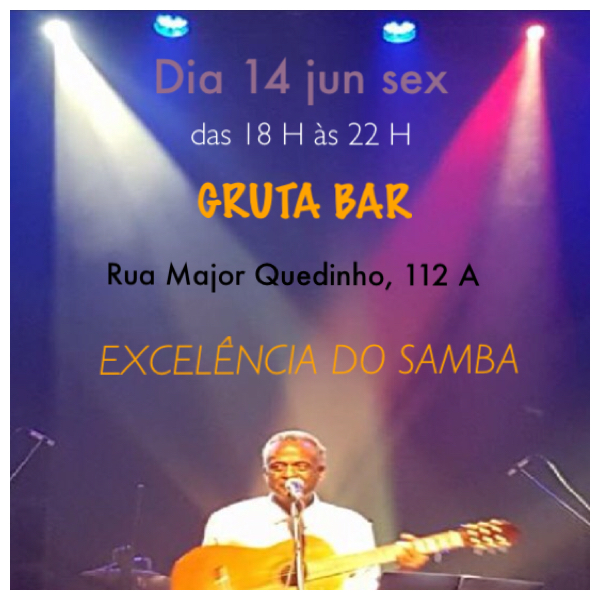 Dia 14 jun sex
das 18 H às 22 H
GRUTA BAR
Rua Major Quedinho, 112 A
EXCELÊNCIA DO SAMBA